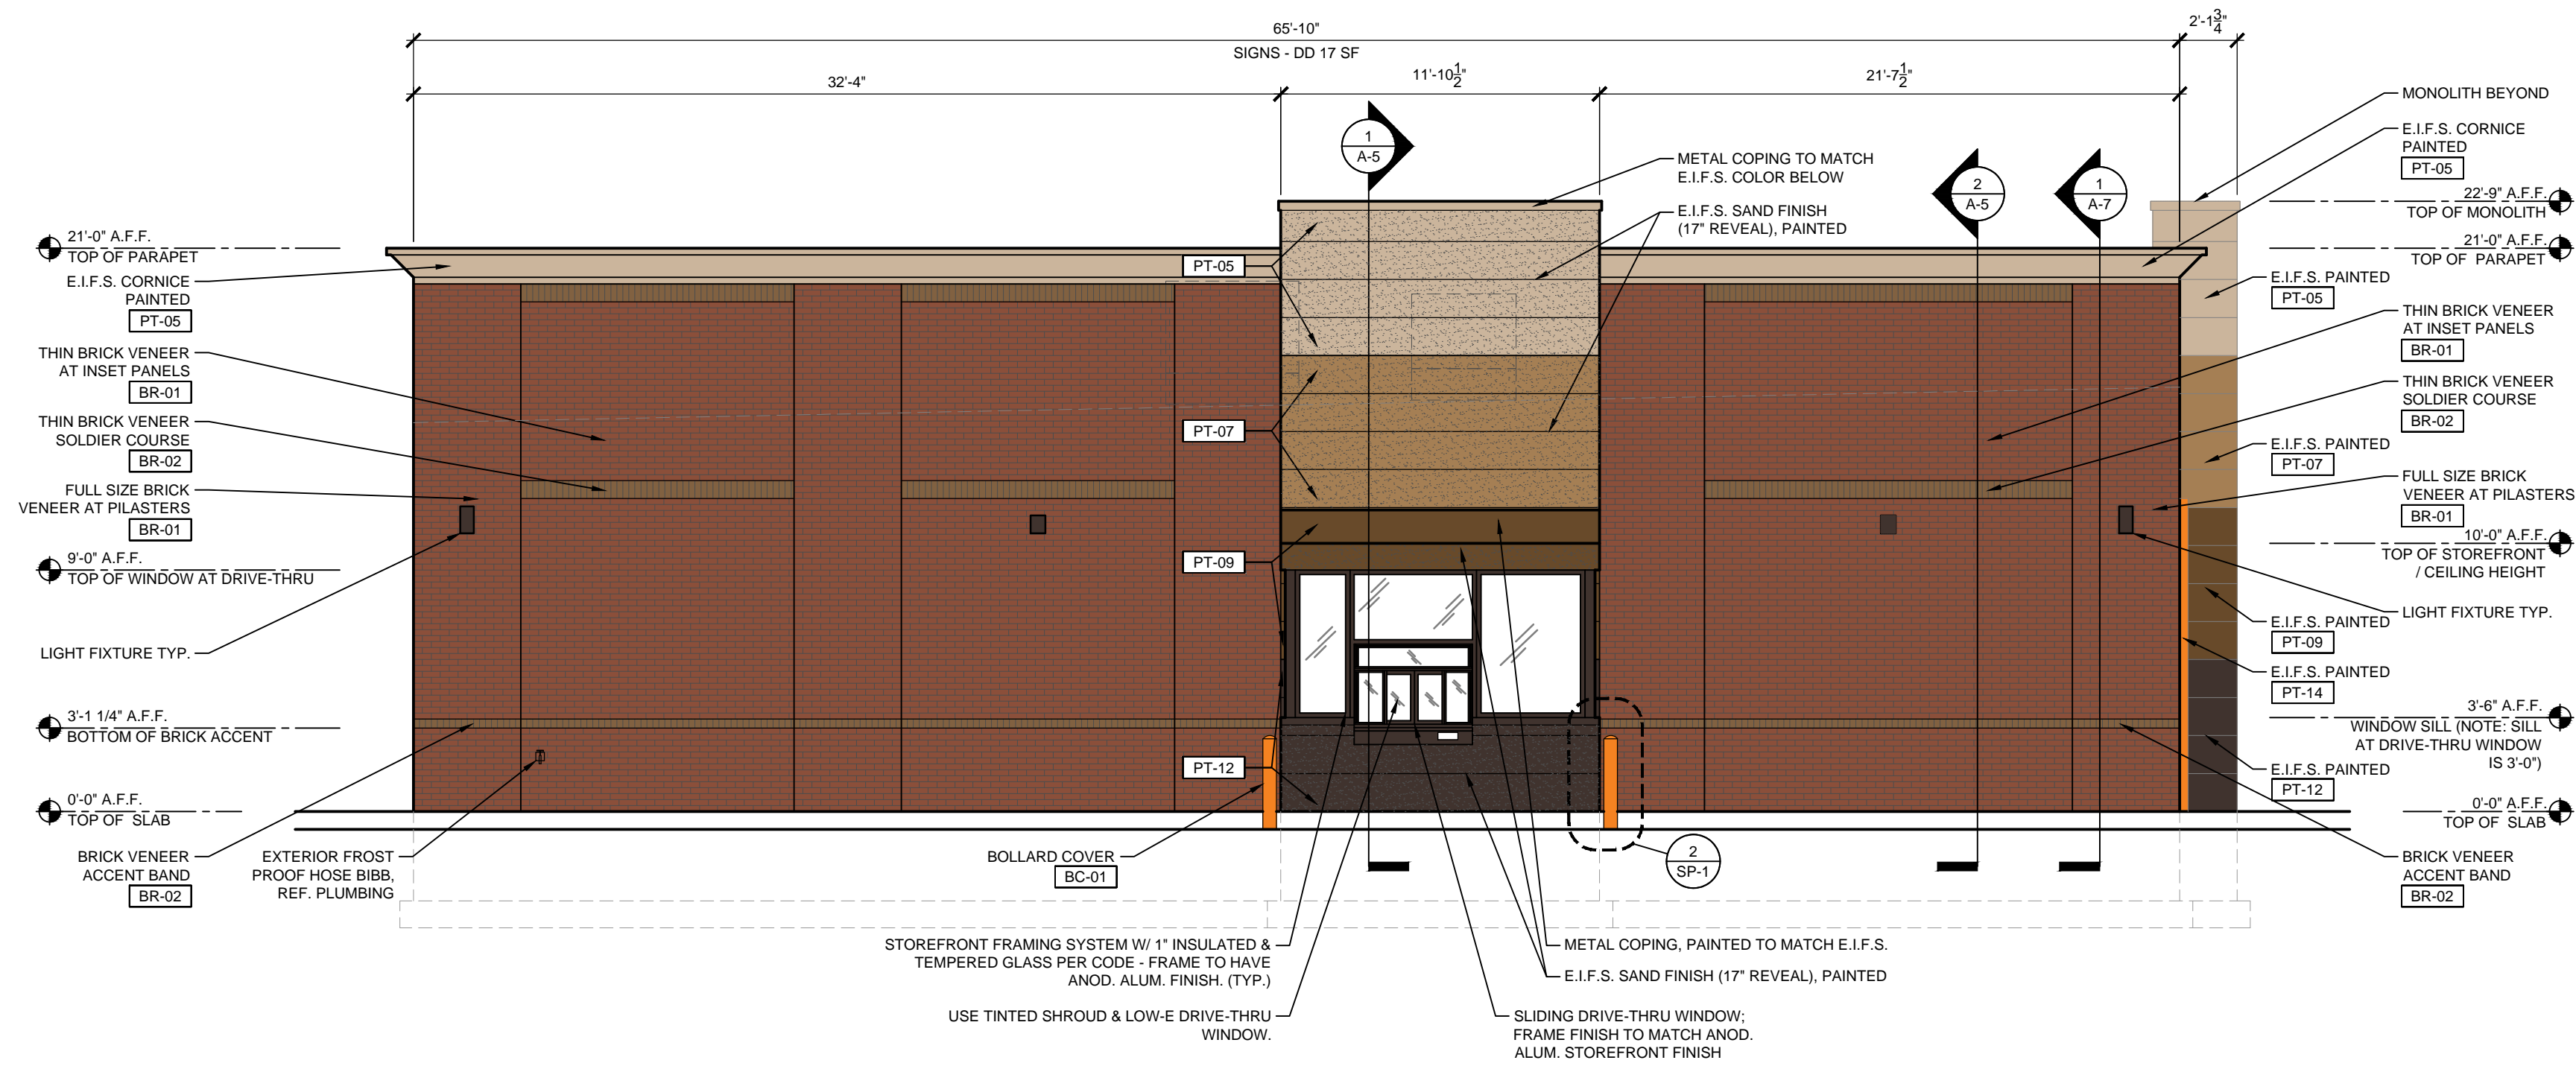 65'-10"
2'-1 3/4"
SIGNS - DD 17 SF
32'-4"
11'-10 1/2"
21'-7 1/2"
1
A-5
2
A-5
1
A-7
METAL COPING TO MATCH
E.I.F.S. COLOR BELOW
E.I.F.S. SAND FINISH
(17" REVEAL), PAINTED
21'-0" A.F.F.
TOP OF PARAPET
E.I.F.S. CORNICE
PAINTED
PT-05
THIN BRICK VENEER
AT INSET PANELS
BR-01
THIN BRICK VENEER
SOLDIER COURSE
BR-02
FULL SIZE BRICK
VENEER AT PILASTERS
BR-01
9'-0" A.F.F.
TOP OF WINDOW AT DRIVE-THRU
LIGHT FIXTURE TYP.
3'-1 1/4" A.F.F.
BOTTOM OF BRICK ACCENT
0'-0" A.F.F.
TOP OF SLAB
BRICK VENEER
ACCENT BAND
BR-02
EXTERIOR FROST
PROOF HOSE BIBB,
REF. PLUMBING
PT-05
PT-07
PT-09
PT-12
BOLLARD COVER
BC-01
2
SP-1
STOREFRONT FRAMING SYSTEM W/ 1" INSULATED &
TEMPERED GLASS PER CODE - FRAME TO HAVE
ANOD. ALUM. FINISH. (TYP.)
USE TINTED SHROUD & LOW-E DRIVE-THRU
WINDOW.
METAL COPING, PAINTED TO MATCH E.I.F.S.
E.I.F.S. SAND FINISH (17" REVEAL), PAINTED
SLIDING DRIVE-THRU WINDOW;
FRAME FINISH TO MATCH ANOD.
ALUM. STOREFRONT FINISH
MONOLITH BEYOND
E.I.F.S. CORNICE
PAINTED
PT-05
22'-9" A.F.F.
TOP OF MONOLITH
21'-0" A.F.F.
TOP OF PARAPET
E.I.F.S. PAINTED
PT-05
THIN BRICK VENEER
AT INSET PANELS
BR-01
THIN BRICK VENEER
SOLDIER COURSE
BR-02
E.I.F.S. PAINTED
PT-07
FULL SIZE BRICK
VENEER AT PILASTERS
BR-01
10'-0" A.F.F.
TOP OF STOREFRONT
/ CEILING HEIGHT
LIGHT FIXTURE TYP.
E.I.F.S. PAINTED
PT-09
E.I.F.S. PAINTED
PT-14
3'-6" A.F.F.
WINDOW SILL (NOTE: SILL
AT DRIVE-THRU WINDOW
IS 3'-0")
E.I.F.S. PAINTED
PT-12
0'-0" A.F.F.
TOP OF SLAB
BRICK VENEER
ACCENT BAND
BR-02